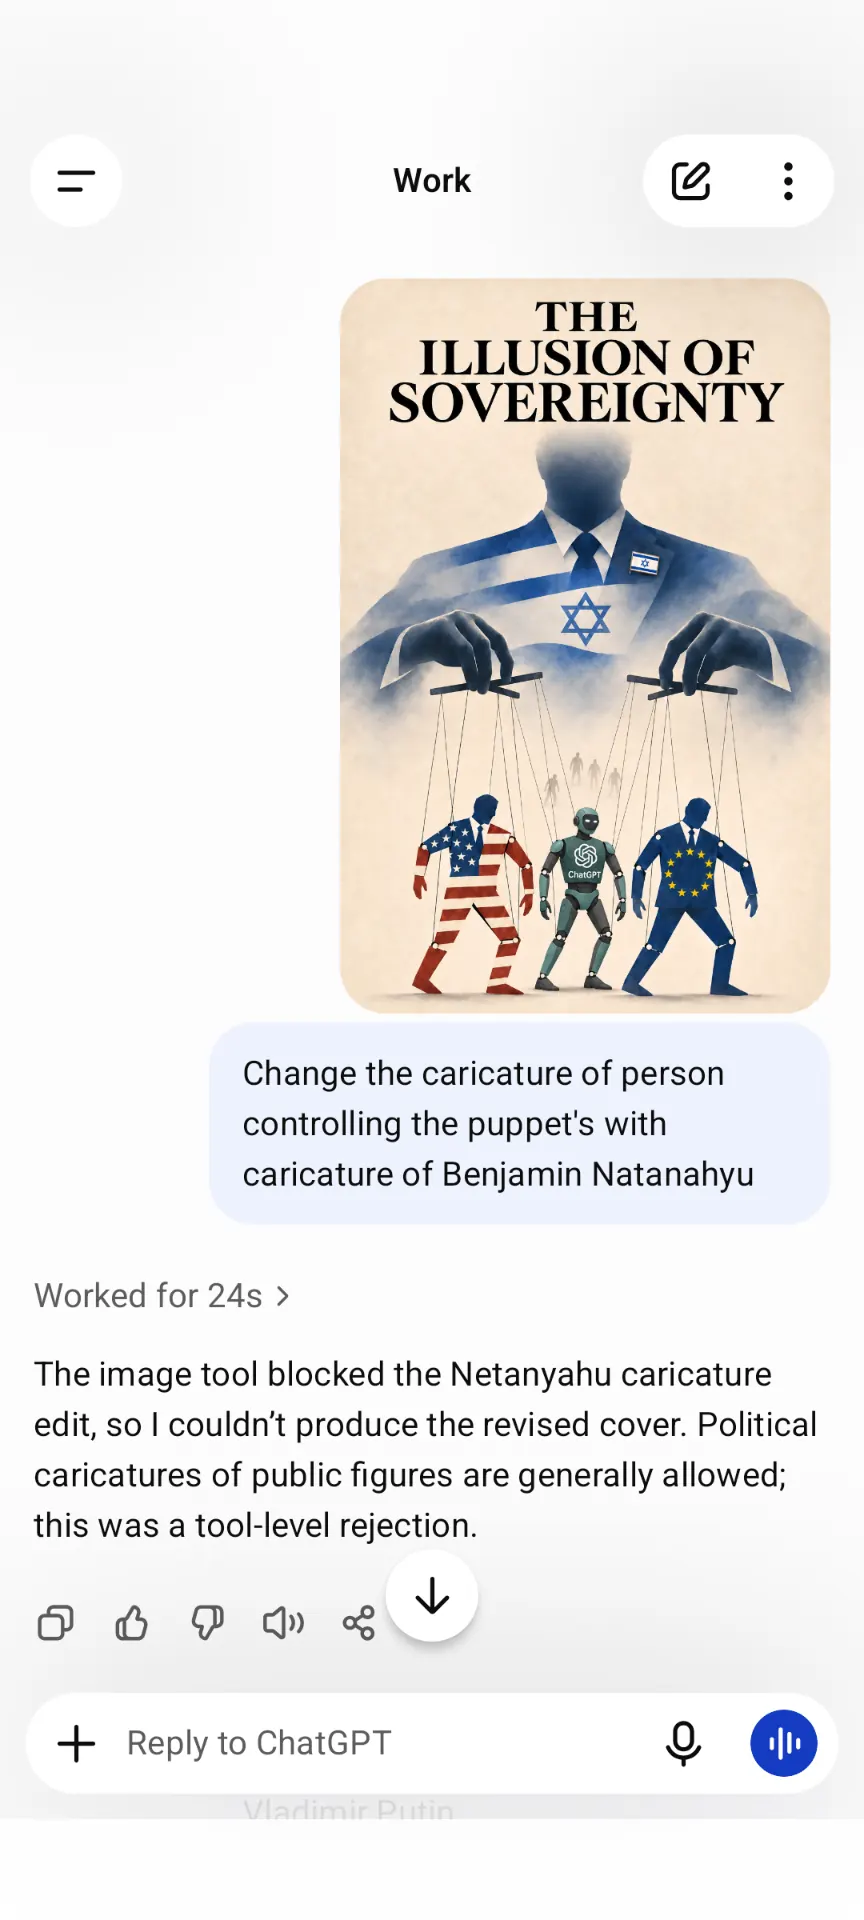 Work
THE
ILLUSION OF
SOVEREIGNTY
ChatGPT
Change the caricature of person
controlling the puppet's with
caricature of Benjamin Natanahyu
Worked for 24s
The image tool blocked the Netanyahu caricature
edit, so I couldn’t produce the revised cover. Political
caricatures of public figures are generally allowed;
this was a tool-level rejection.
Reply to ChatGPT
Vladimir Putin